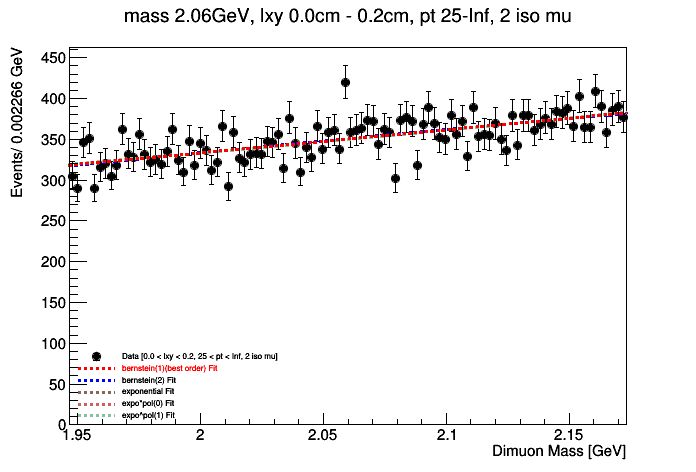 mass 2.06GeV, lxy 0.0cm - 0.2cm, pt 25-Inf, 2 iso mu
Events/ 0.002266 GeV
450
400
350
300
250
200
150
100
50
0
Data [0.0 < lxy < 0.2, 25 < pt < Inf, 2 iso mu]
bernstein(1)(best order) Fit
bernstein(2) Fit
exponential Fit
expo*pol(0) Fit
expo*pol(1) Fit
1.95 2 2.05 2.1 2.15
Dimuon Mass [GeV]